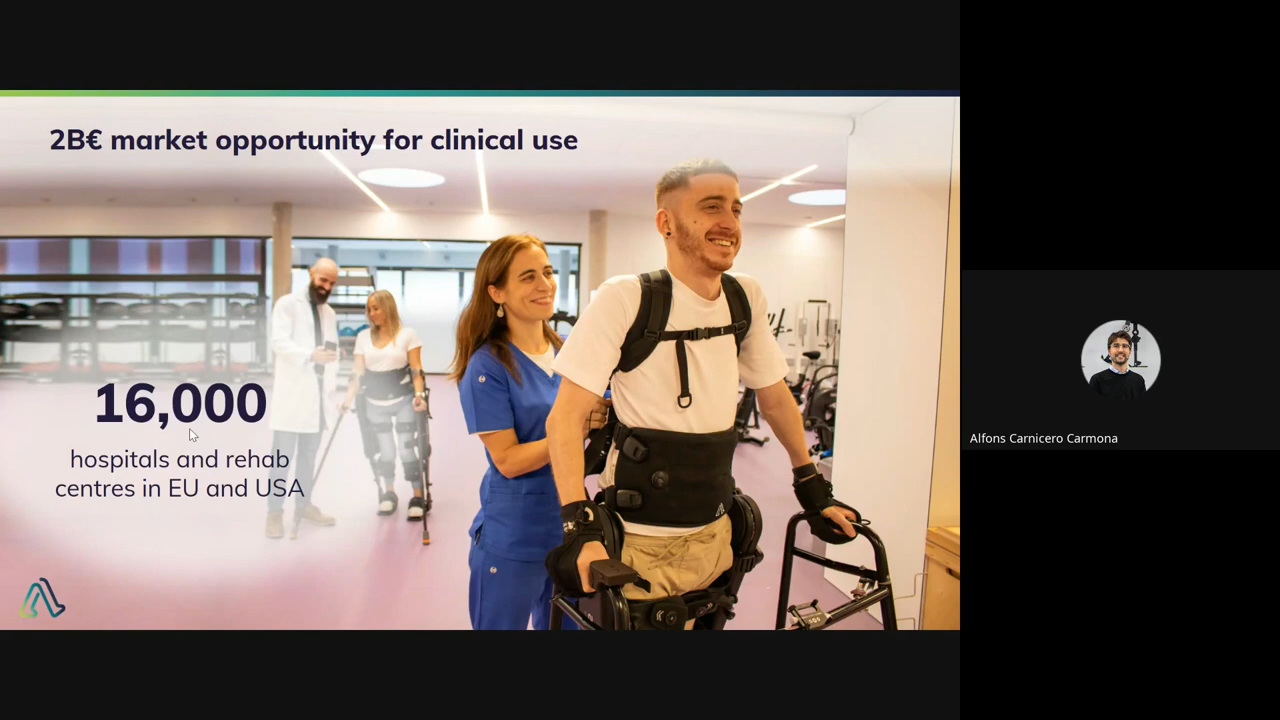 2B€ market opportunity for clinical use
16,000
hospitals and rehab
centres in EU and USA
Alfons Carnicero Carmona